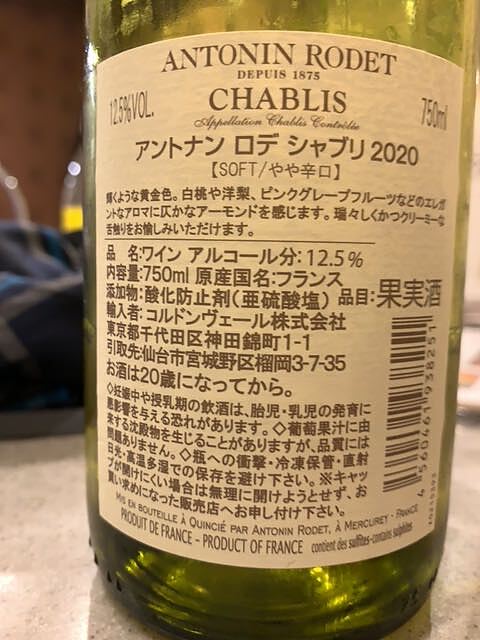 ANTONIN RODET
DEPUIS 1875
12.5%VOL.
CHABLIS
750ml
Appellation Chablis Contrôlée
アントナン ロデ シャブリ 2020
【SOFT/やや辛口】
輝くような黄金色。白桃や洋梨、ピンクグレープフルーツなどのエレガ
ントなアロマに仄かなアーモンドを感じます。瑞々しくかつクリーミーな
舌触りをお愉しみいただけます。
品 名:ワイン アルコール分:12.5%
内容量:750ml 原産国名:フランス
添加物:酸化防止剤(亜硫酸塩) 品目:果実酒
輸入者:コルドンヴェール株式会社
東京都千代田区神田錦町1-1
引取先:仙台市宮城野区榴岡3-7-35
お酒は20歳になってから。
◇妊娠中や授乳期の飲酒は、胎児・乳児の発育に
悪影響を与える恐れがあります。◇葡萄果汁に由
来する沈殿物を生じることがありますが、品質には
問題ありません。◇瓶への衝撃・冷凍保管・直射
日光・高温多湿での保存を避け下さい。※キャッ
プが開けにくい場合は無理に開けようとせず、お
買い求めになった販売店へお申し付け下さい。
4 563461 938251
MIS EN BOUTEILLE À QUINCIÉ PAR ANTONIN RODET, À MERCUREY - FRANCE
PRODUIT DE FRANCE - PRODUCT OF FRANCE contient des sulfites-contains sulphites